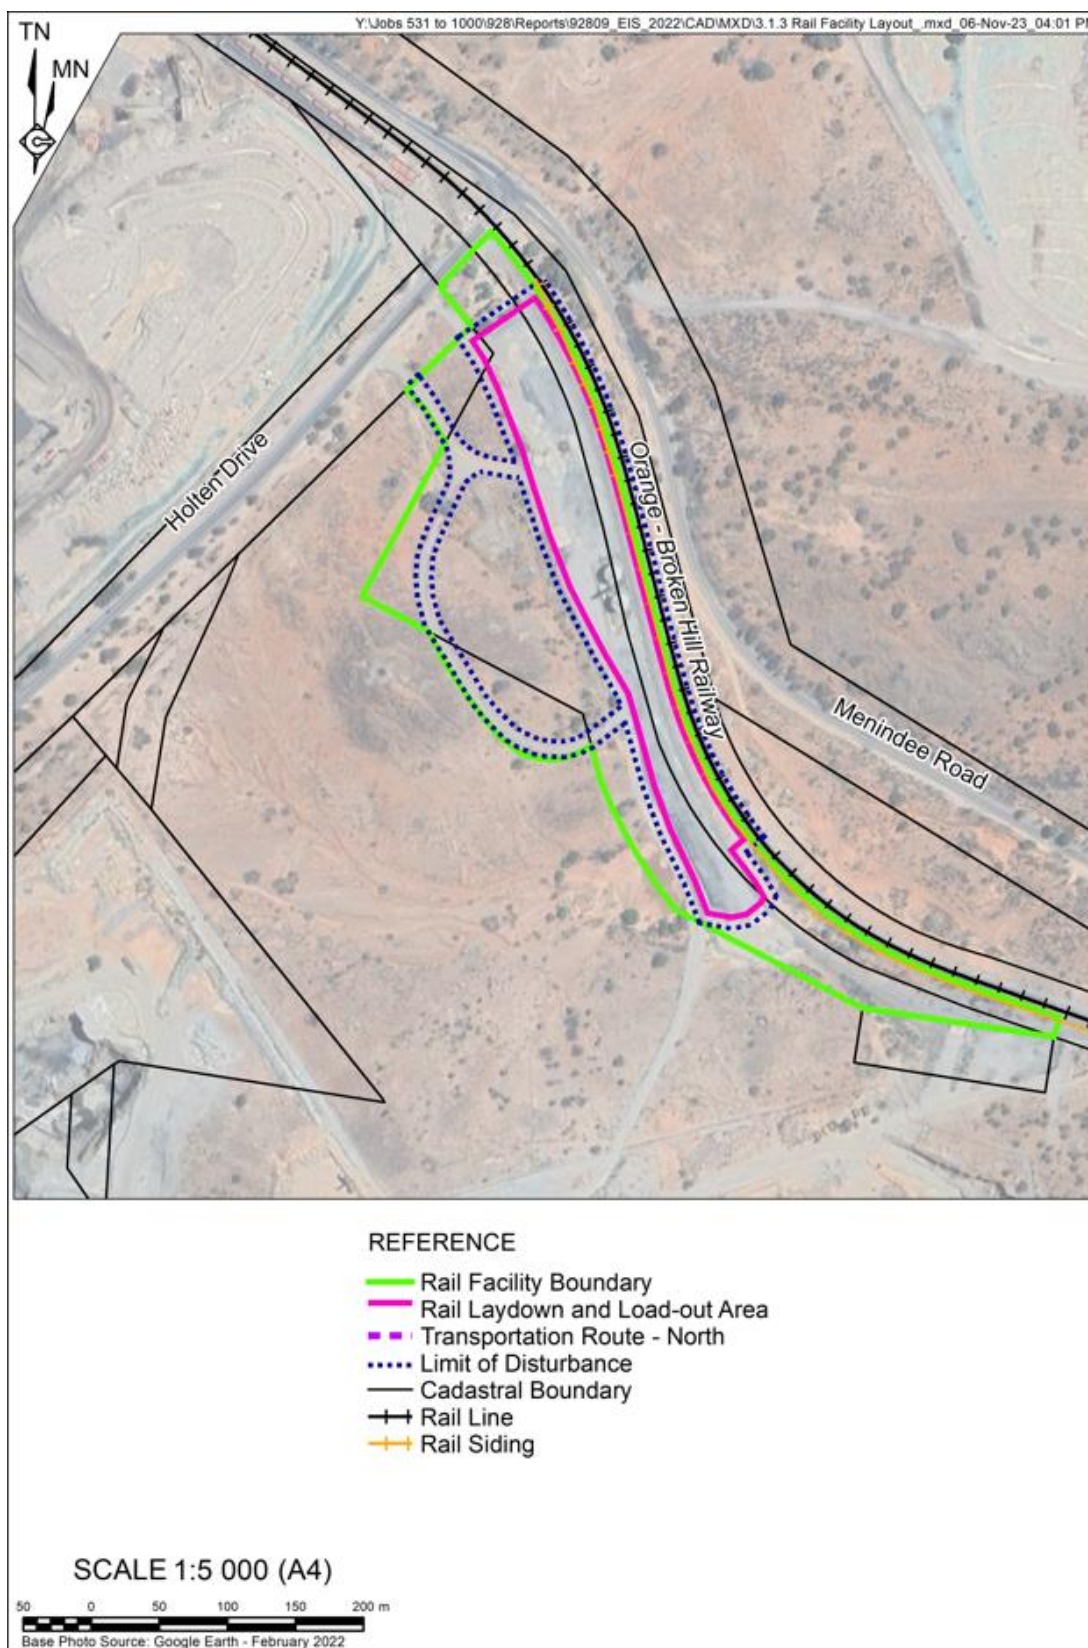 Y:\Jobs 531 to 1000\928\Reports\92809_EIS_2022\CAD\MXD\3.1.3 Rail Facility Layout_.mxd_06-Nov-23_04:01 P
TN
MN
Holten Drive
Orange - Broken Hill Railway
Menindee Road
REFERENCE
Rail Facility Boundary
Rail Laydown and Load-out Area
Transportation Route - North
Limit of Disturbance
Cadastral Boundary
Rail Line
Rail Siding
SCALE 1:5 000 (A4)
50 0 50 100 150 200 m
Base Photo Source: Google Earth - February 2022